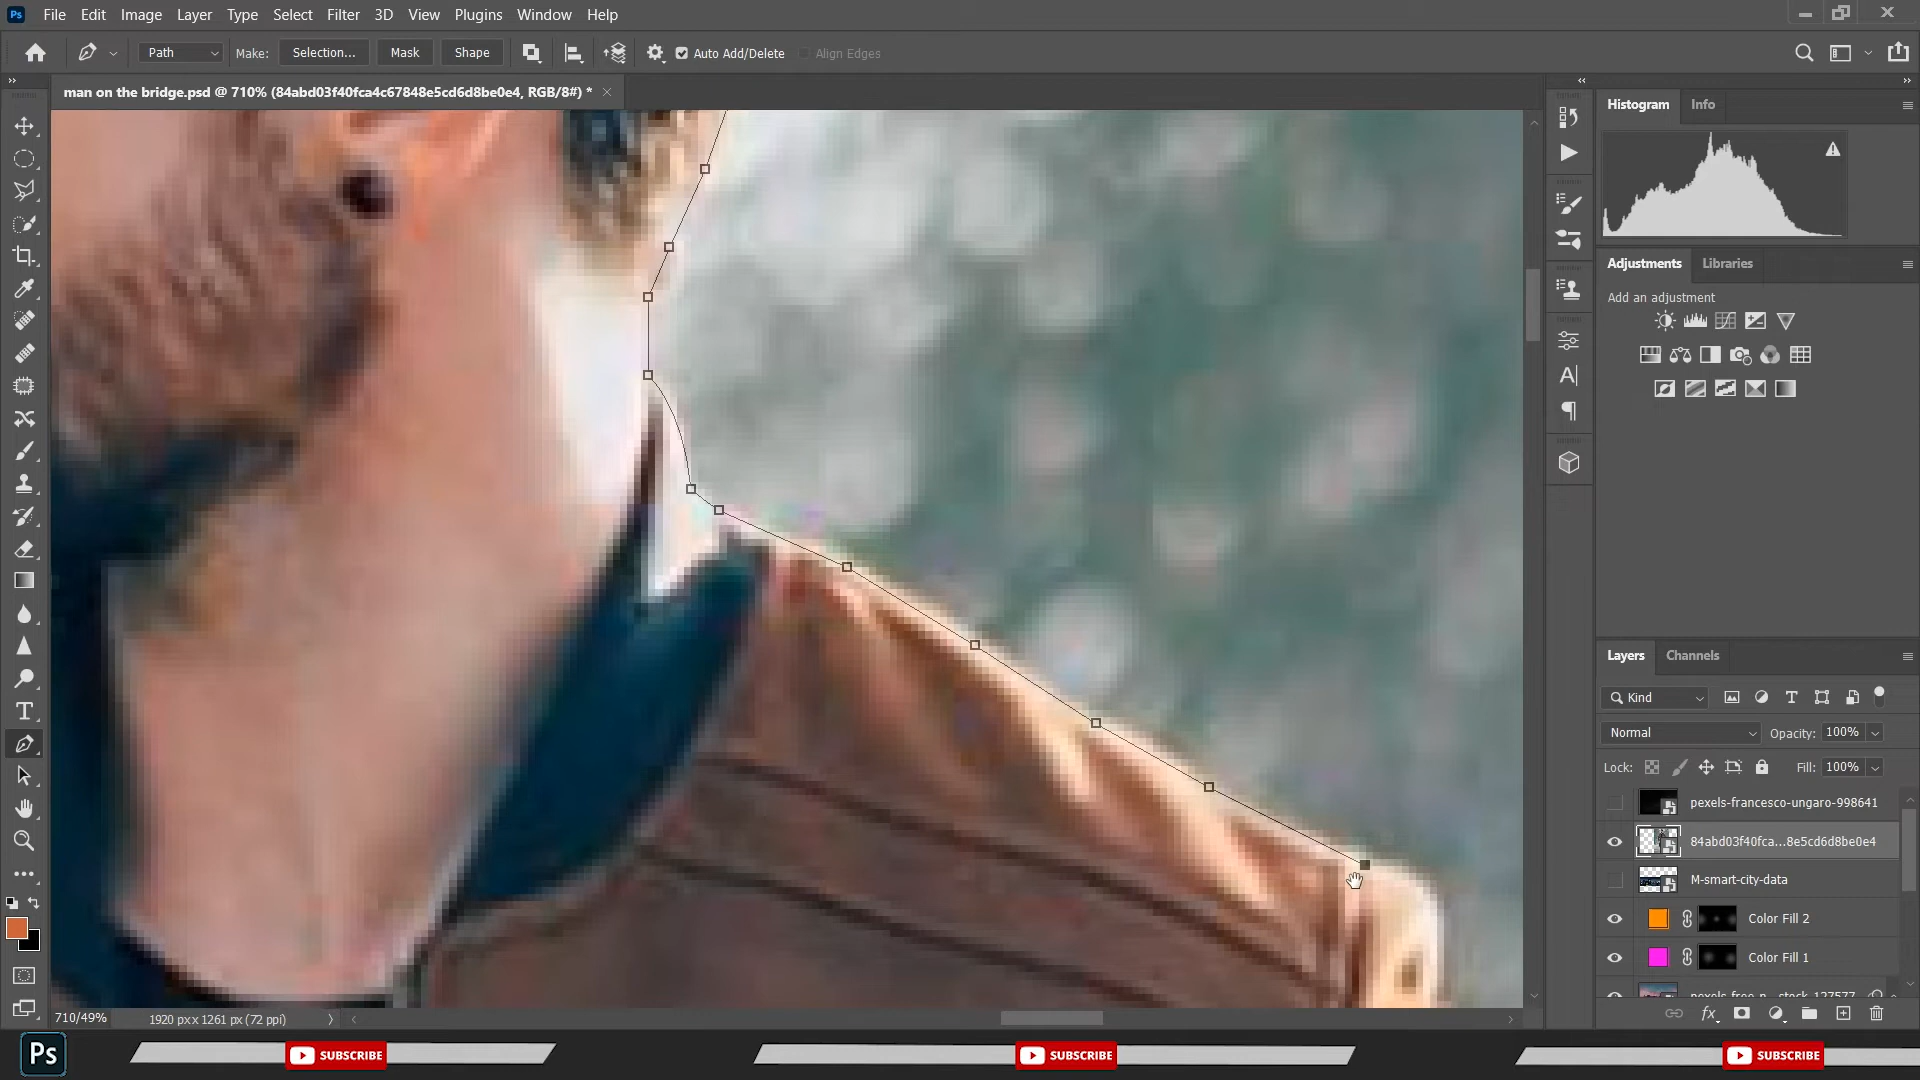 Ps File Edit Image Layer Type Select Filter 3D View Plugins Window Help
Path Make: Selection... Mask Shape Auto Add/Delete Align Edges
man on the bridge.psd @ 710% (84abd03f40fca4c67848e5cd6d8be0e4, RGB/8#) *
Histogram Info
Adjustments Libraries
Add an adjustment
Layers Channels
Kind
Normal Opacity: 100%
Lock: Fill: 100%
pexels-francesco-ungaro-998641
84abd03f40fca...8e5cd6d8be0e4
M-smart-city-data
Color Fill 2
Color Fill 1
710/49% 1920 px x 1261 px (72 ppi)
Ps SUBSCRIBE SUBSCRIBE SUBSCRIBE